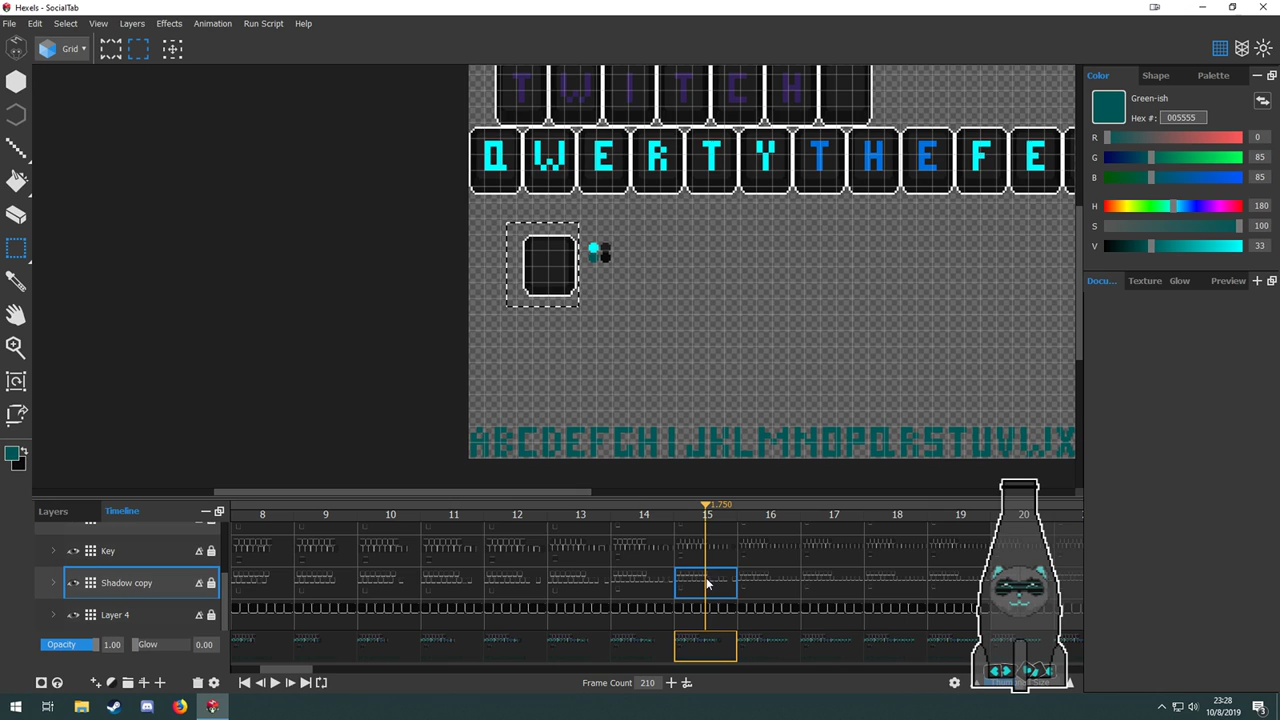 Hexels - SocialTab
File Edit Select View Layers Effects Animation Run Script Help
Grid
Color Shape Palette
Green-ish
Hex #: 005555
R 0
G 85
B 85
H 180
S 100
V 33
Docu... Texture Glow Preview
TWITCH
QWERTYTHEFE
ABCDEFGHIJKLMNOPQRSTUVWX
Layers Timeline
1.750
8 9 10 11 12 13 14 15 16 17 18 19 20
Key
Shadow copy
Layer 4
Opacity 1.00 Glow 0.00
Frame Count 210
23:28
10/8/2019
3